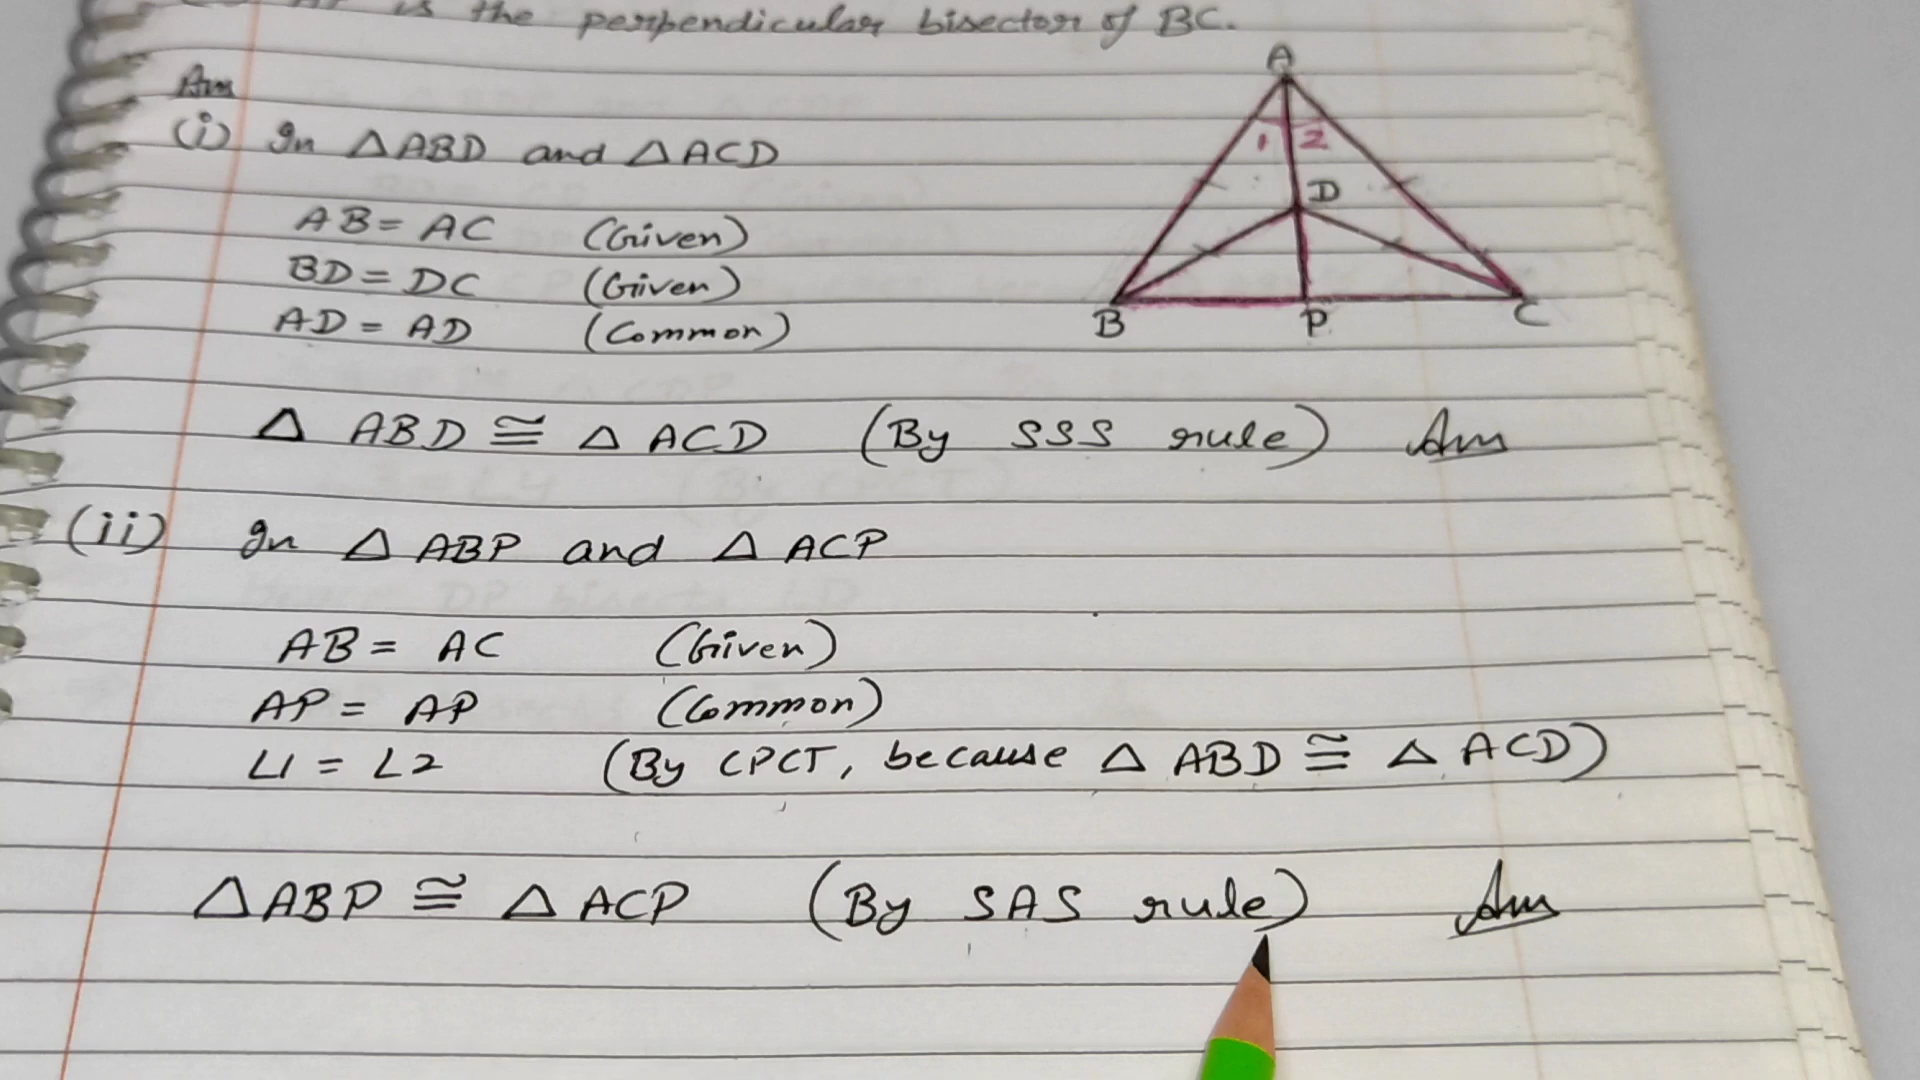 is the perpendicular bisector of BC.
Ans
(i) In △ABD and △ACD
AB = AC (Given)
BD = DC (Given)
AD = AD (Common)
△ ABD ≅ △ ACD (By SSS rule) Ans
A
1 2
D
B P C
(ii) In △ ABP and △ ACP
AB = AC (Given)
AP = AP (Common)
∠1 = ∠2 (By CPCT, because △ ABD ≅ △ ACD)
△ABP ≅ △ ACP (By SAS rule) Ans